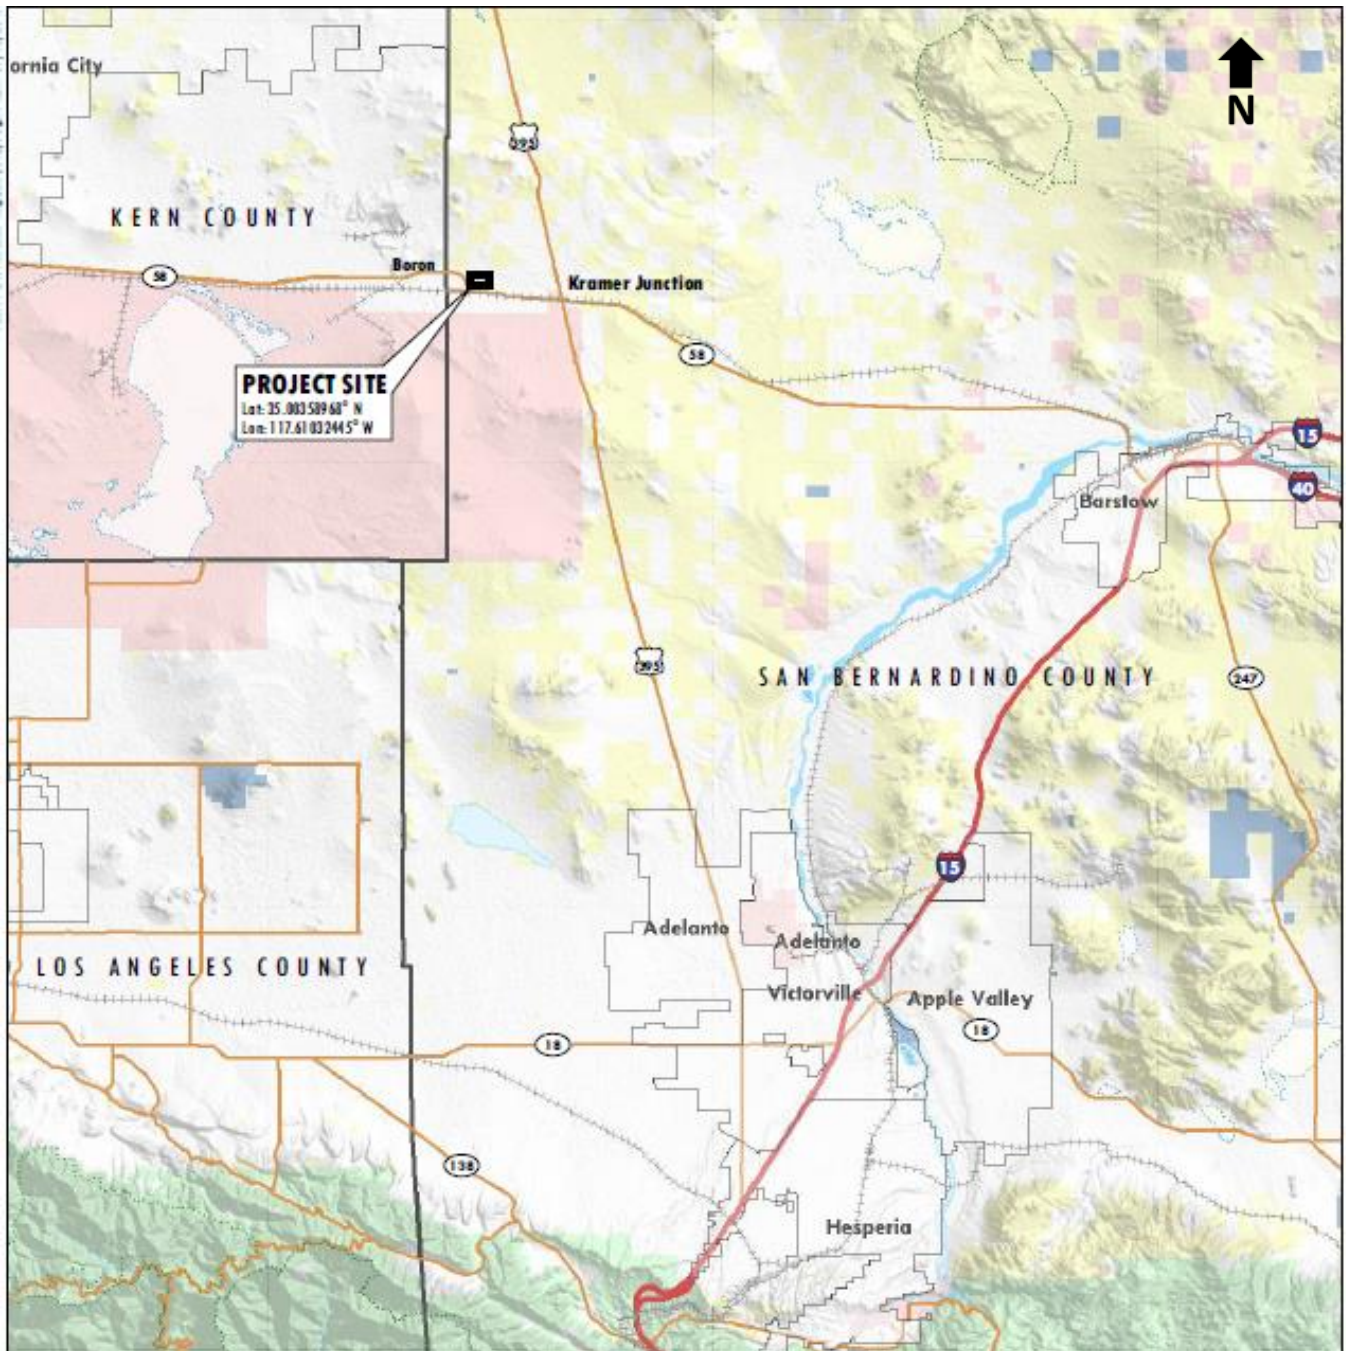 ornia City
N
395
KERN COUNTY
Boron
58
Kramer Junction
58
PROJECT SITE
Lat: 35.00358968° N
Lon: 117.61032445° W
15
40
Barstow
395
SAN BERNARDINO COUNTY
247
15
Adelanto
Adelanto
LOS ANGELES COUNTY
Victorville
Apple Valley
18
18
138
Hesperia